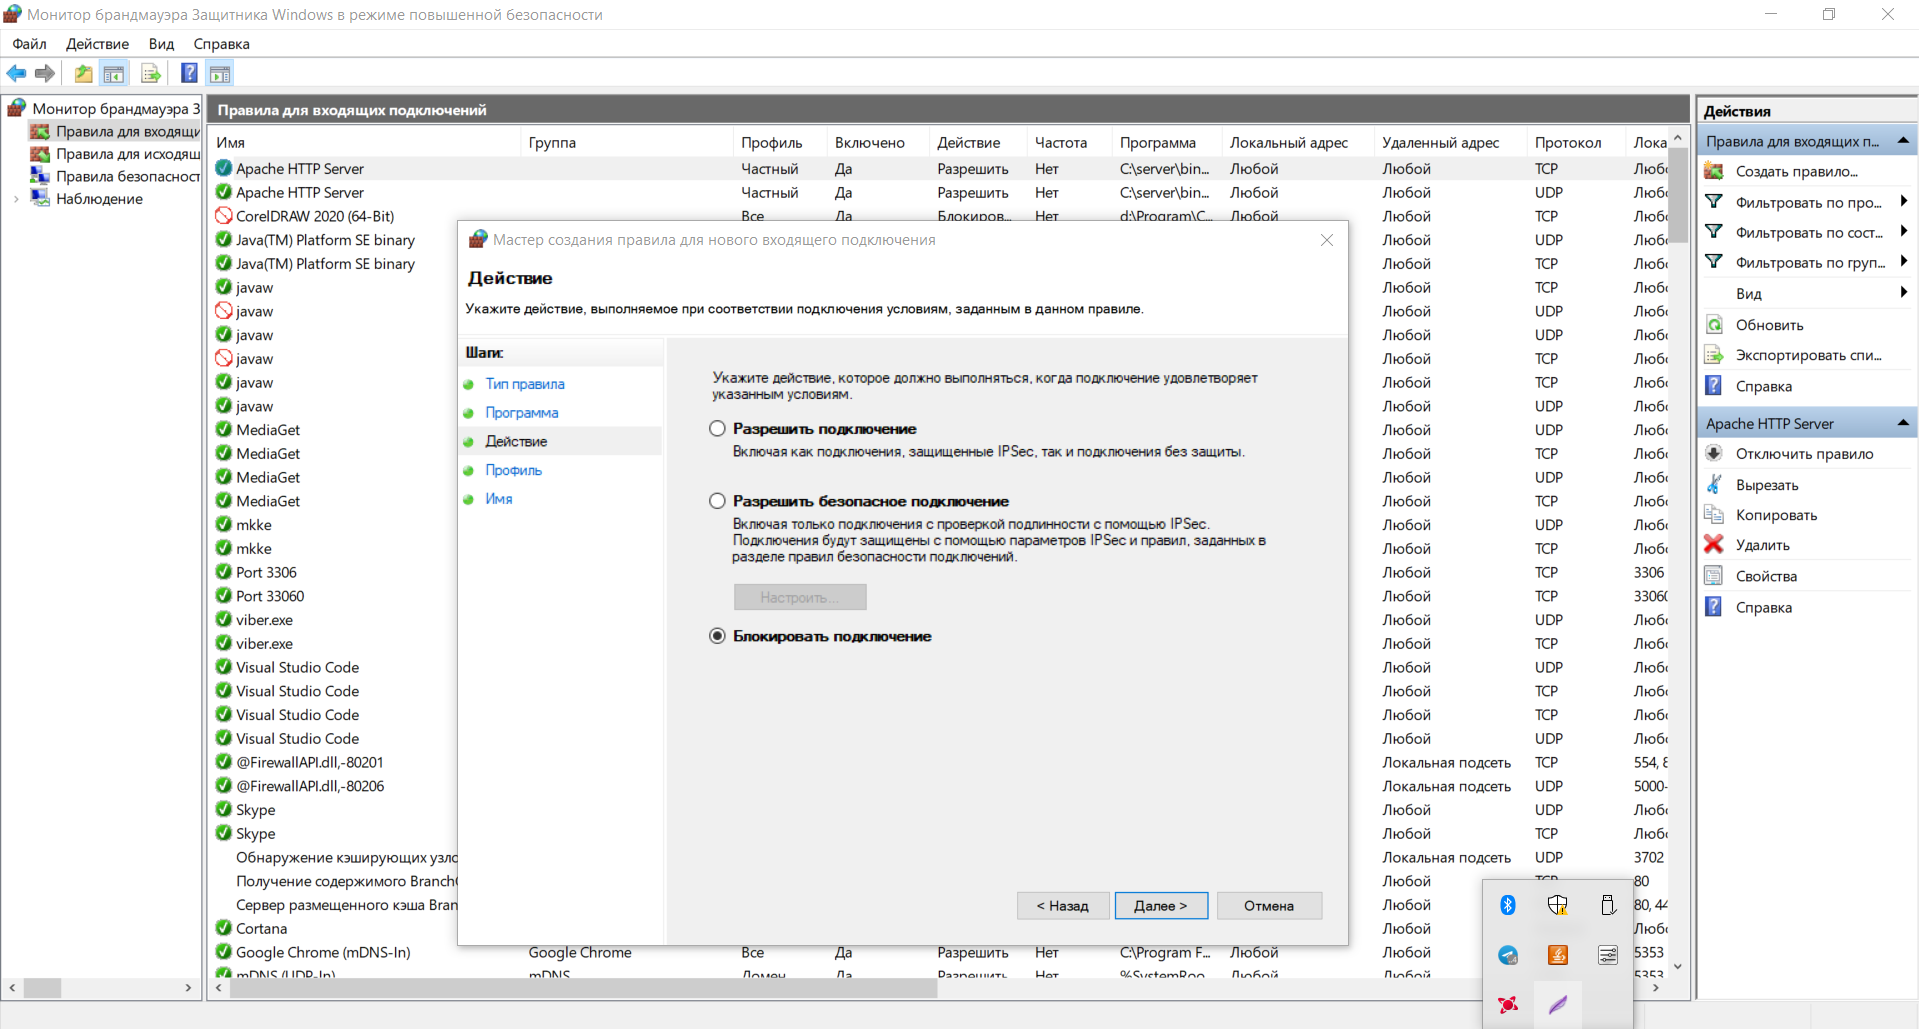 Монитор брандмауэра Защитника Windows в режиме повышенной безопасности
Файл Действие Вид Справка
Монитор брандмауэра З
Правила для входящи
Правила для исходящ
Правила безопасност
Наблюдение
Правила для входящих подключений
Имя Группа Профиль Включено Действие Частота Программа Локальный адрес Удаленный адрес Протокол Лока
Apache HTTP Server Частный Да Разрешить Нет C:\server\bin... Любой Любой TCP Любо
Apache HTTP Server Частный Да Разрешить Нет C:\server\bin... Любой Любой UDP Любо
CorelDRAW 2020 (64-Bit) Все Да Блокиров... Нет d:\Program\C... Любой Любой TCP Любо
Java(TM) Platform SE binary Любой UDP Любо
Java(TM) Platform SE binary Любой TCP Любо
javaw Любой TCP Любо
javaw Любой UDP Любо
javaw Любой UDP Любо
javaw Любой TCP Любо
javaw Любой TCP Любо
javaw Любой UDP Любо
MediaGet Любой UDP Любо
MediaGet Любой TCP Любо
MediaGet Любой UDP Любо
MediaGet Любой TCP Любо
mkke Любой UDP Любо
mkke Любой TCP Любо
Port 3306 Любой TCP 3306
Port 33060 Любой TCP 33060
viber.exe Любой UDP Любо
viber.exe Любой TCP Любо
Visual Studio Code Любой UDP Любо
Visual Studio Code Любой TCP Любо
Visual Studio Code Любой TCP Любо
Visual Studio Code Любой UDP Любо
@FirewallAPI.dll,-80201 Локальная подсеть TCP 554, 8
@FirewallAPI.dll,-80206 Локальная подсеть UDP 5000-
Skype Любой UDP Любо
Skype Любой TCP Любо
Обнаружение кэширующих узло Локальная подсеть UDP 3702
Получение содержимого Branch Любой TCP 80
Сервер размещенного кэша Bran Любой 80, 44
Cortana Любой Любо
Google Chrome (mDNS-In) Google Chrome Все Да Разрешить Нет C:\Program F... Любой Любой 5353
mDNS (UDP-In) mDNS Домен Да Разрешить Нет %SystemRoo Любой Любой 5353
Мастер создания правила для нового входящего подключения
Действие
Укажите действие, выполняемое при соответствии подключения условиям, заданным в данном правиле.
Шаги:
Тип правила
Программа
Действие
Профиль
Имя
Укажите действие, которое должно выполняться, когда подключение удовлетворяет
указанным условиям.
Разрешить подключение
Включая как подключения, защищенные IPSec, так и подключения без защиты.
Разрешить безопасное подключение
Включая только подключения с проверкой подлинности с помощью IPSec.
Подключения будут защищены с помощью параметров IPSec и правил, заданных в
разделе правил безопасности подключений.
Настроить...
Блокировать подключение
< Назад Далее > Отмена
Действия
Правила для входящих п...
Создать правило...
Фильтровать по про...
Фильтровать по сост...
Фильтровать по груп...
Вид
Обновить
Экспортировать спи...
Справка
Apache HTTP Server
Отключить правило
Вырезать
Копировать
Удалить
Свойства
Справка